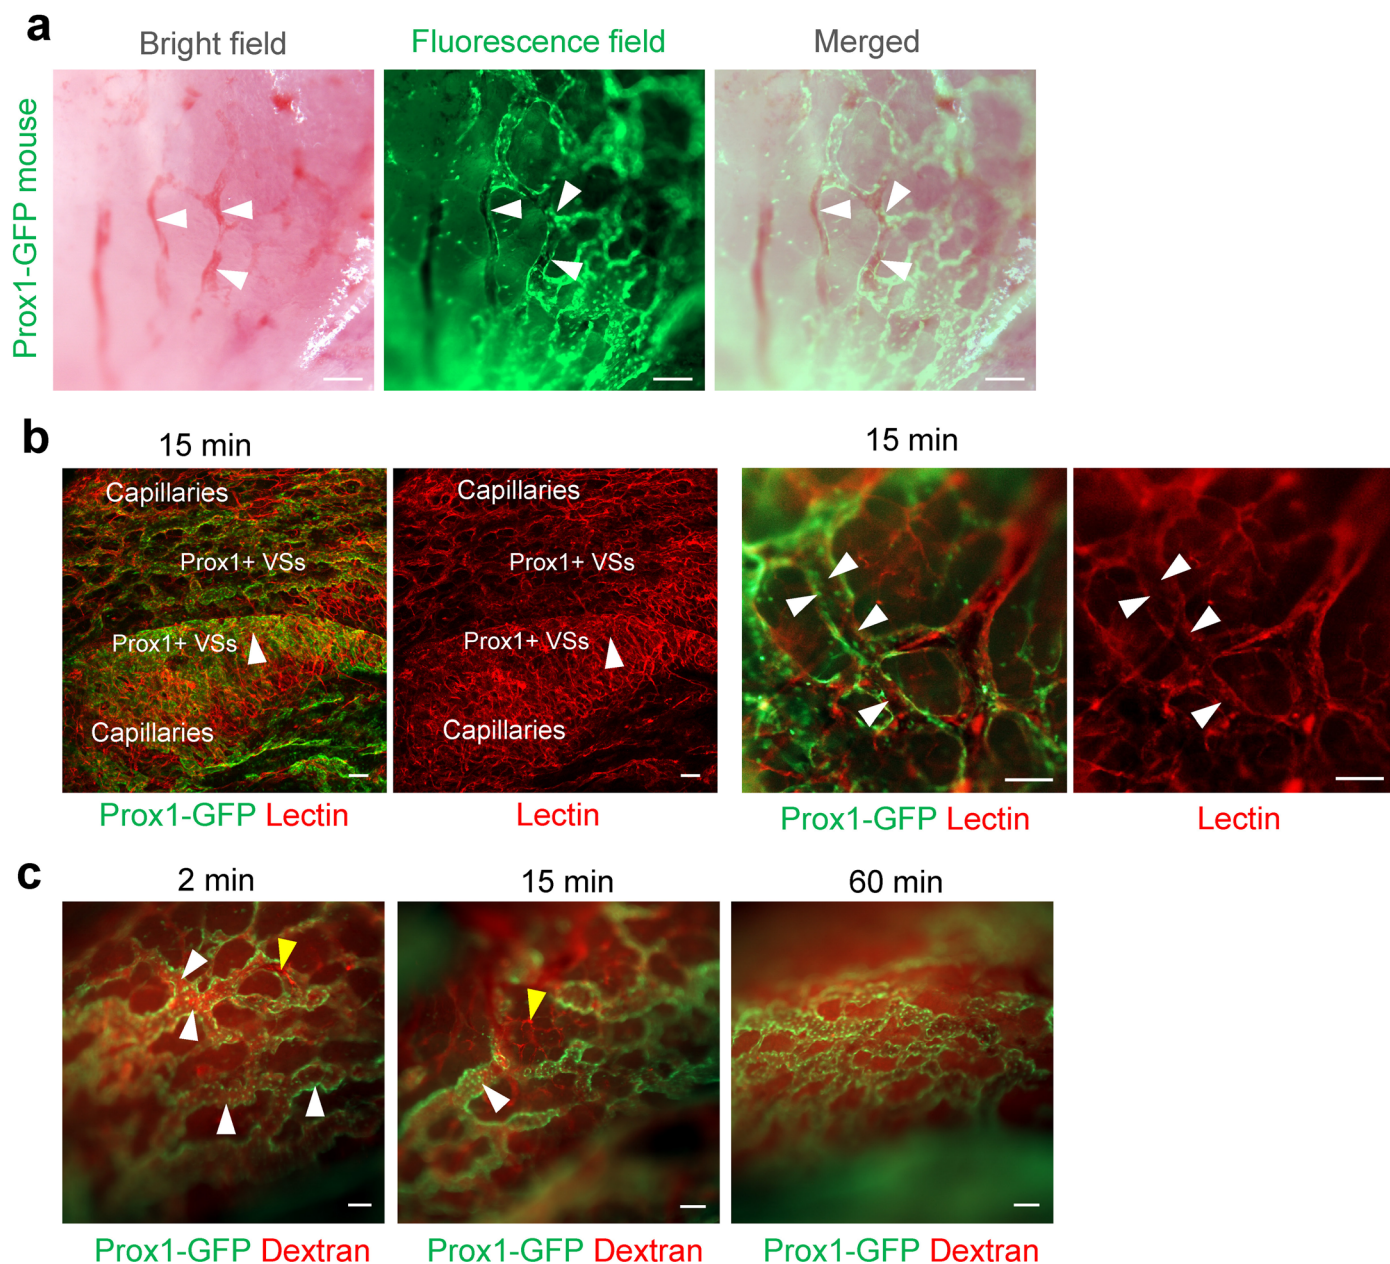 a
Bright field
Fluorescence field
Merged
Prox1-GFP mouse
b
15 min
15 min
Capillaries
Prox1+ VSs
Prox1+ VSs
Capillaries
Capillaries
Prox1+ VSs
Prox1+ VSs
Capillaries
Prox1-GFP Lectin
Lectin
Prox1-GFP Lectin
Lectin
c
2 min
15 min
60 min
Prox1-GFP Dextran
Prox1-GFP Dextran
Prox1-GFP Dextran